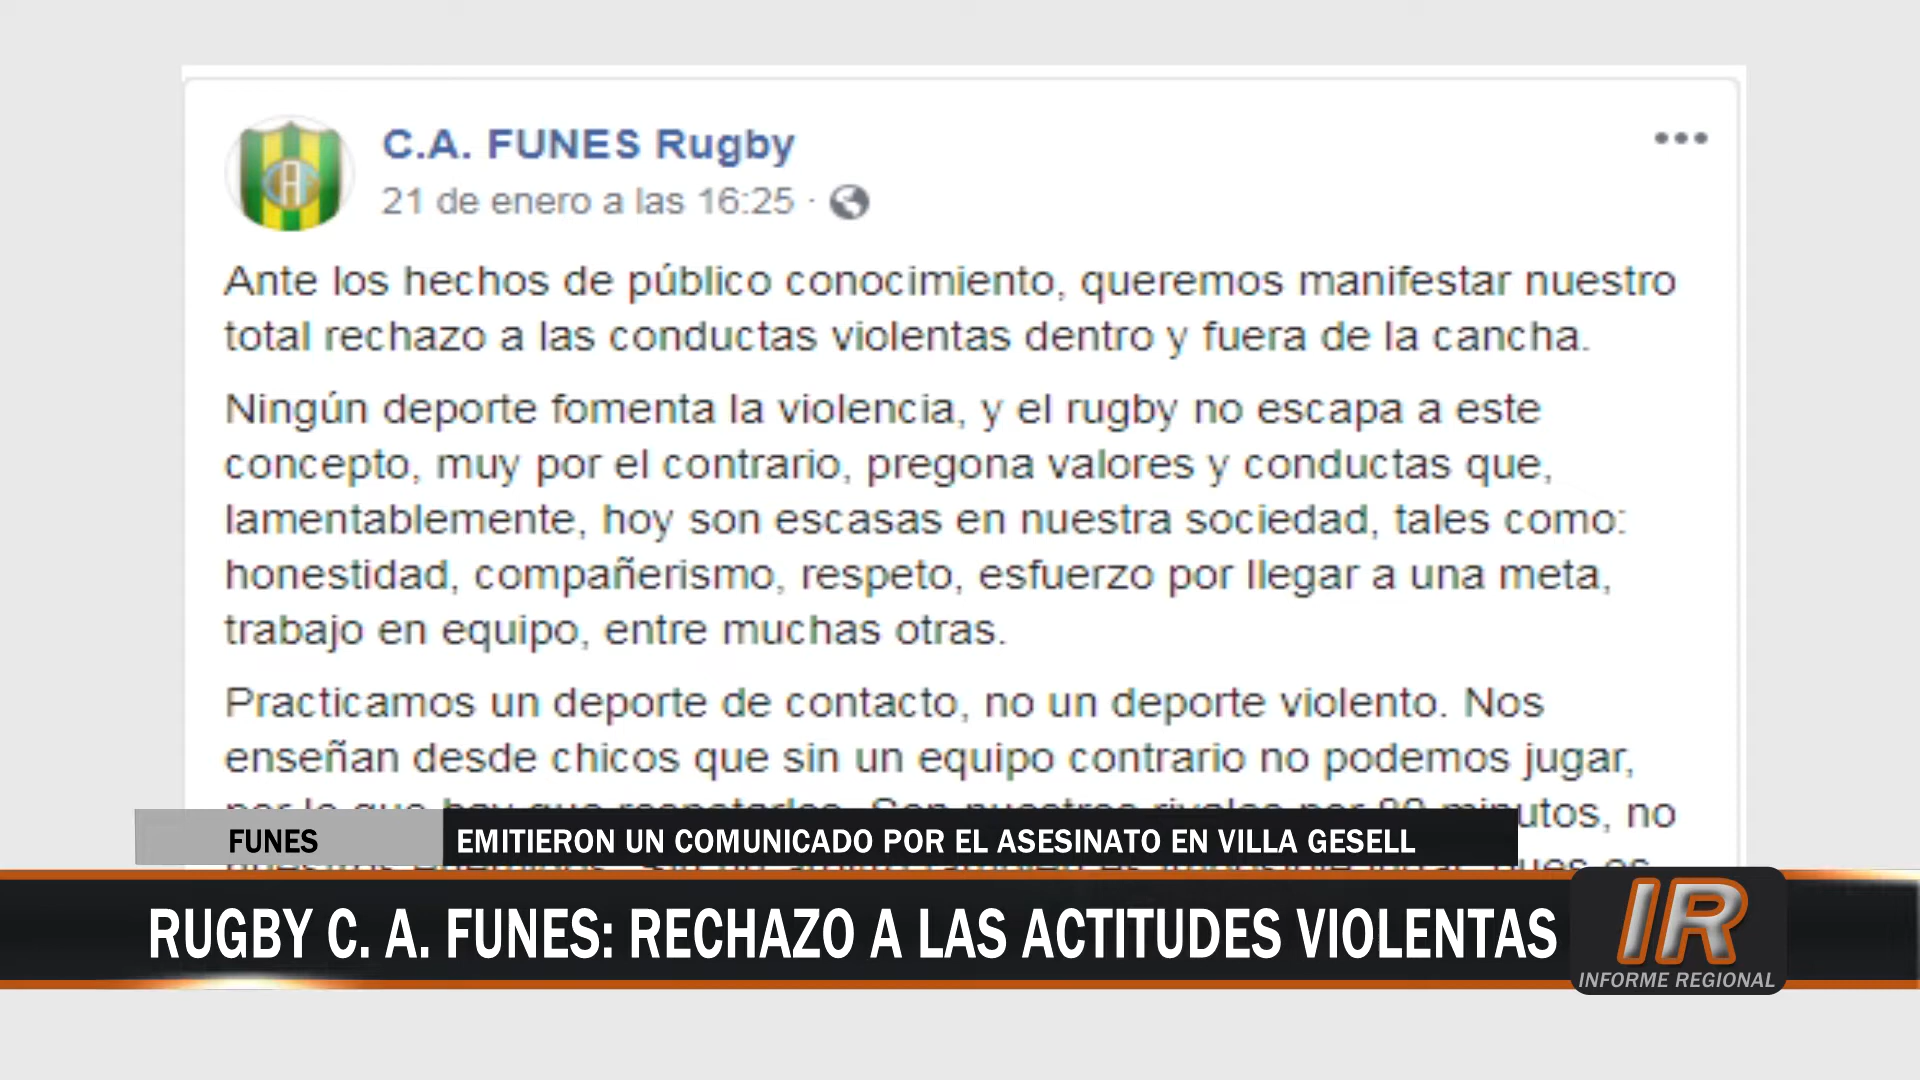 C.A. FUNES Rugby
21 de enero a las 16:25 ·
Ante los hechos de público conocimiento, queremos manifestar nuestro
total rechazo a las conductas violentas dentro y fuera de la cancha.
Ningún deporte fomenta la violencia, y el rugby no escapa a este
concepto, muy por el contrario, pregona valores y conductas que,
lamentablemente, hoy son escasas en nuestra sociedad, tales como:
honestidad, compañerismo, respeto, esfuerzo por llegar a una meta,
trabajo en equipo, entre muchas otras.
Practicamos un deporte de contacto, no un deporte violento. Nos
enseñan desde chicos que sin un equipo contrario no podemos jugar,
no
FUNES
EMITIERON UN COMUNICADO POR EL ASESINATO EN VILLA GESELL
RUGBY C. A. FUNES: RECHAZO A LAS ACTITUDES VIOLENTAS
IR
INFORME REGIONAL